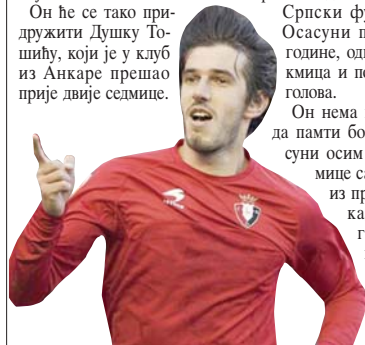 Он ће се тако при-
дружити Душку То-
шићу, који је у клуб
из Анкаре прешао
прије двије седмице.
Српски фу
Осасуни п
године, од
кмица и п
голова.
Он нема
да памти бо
суни осим
мице са
из пр
ка
г